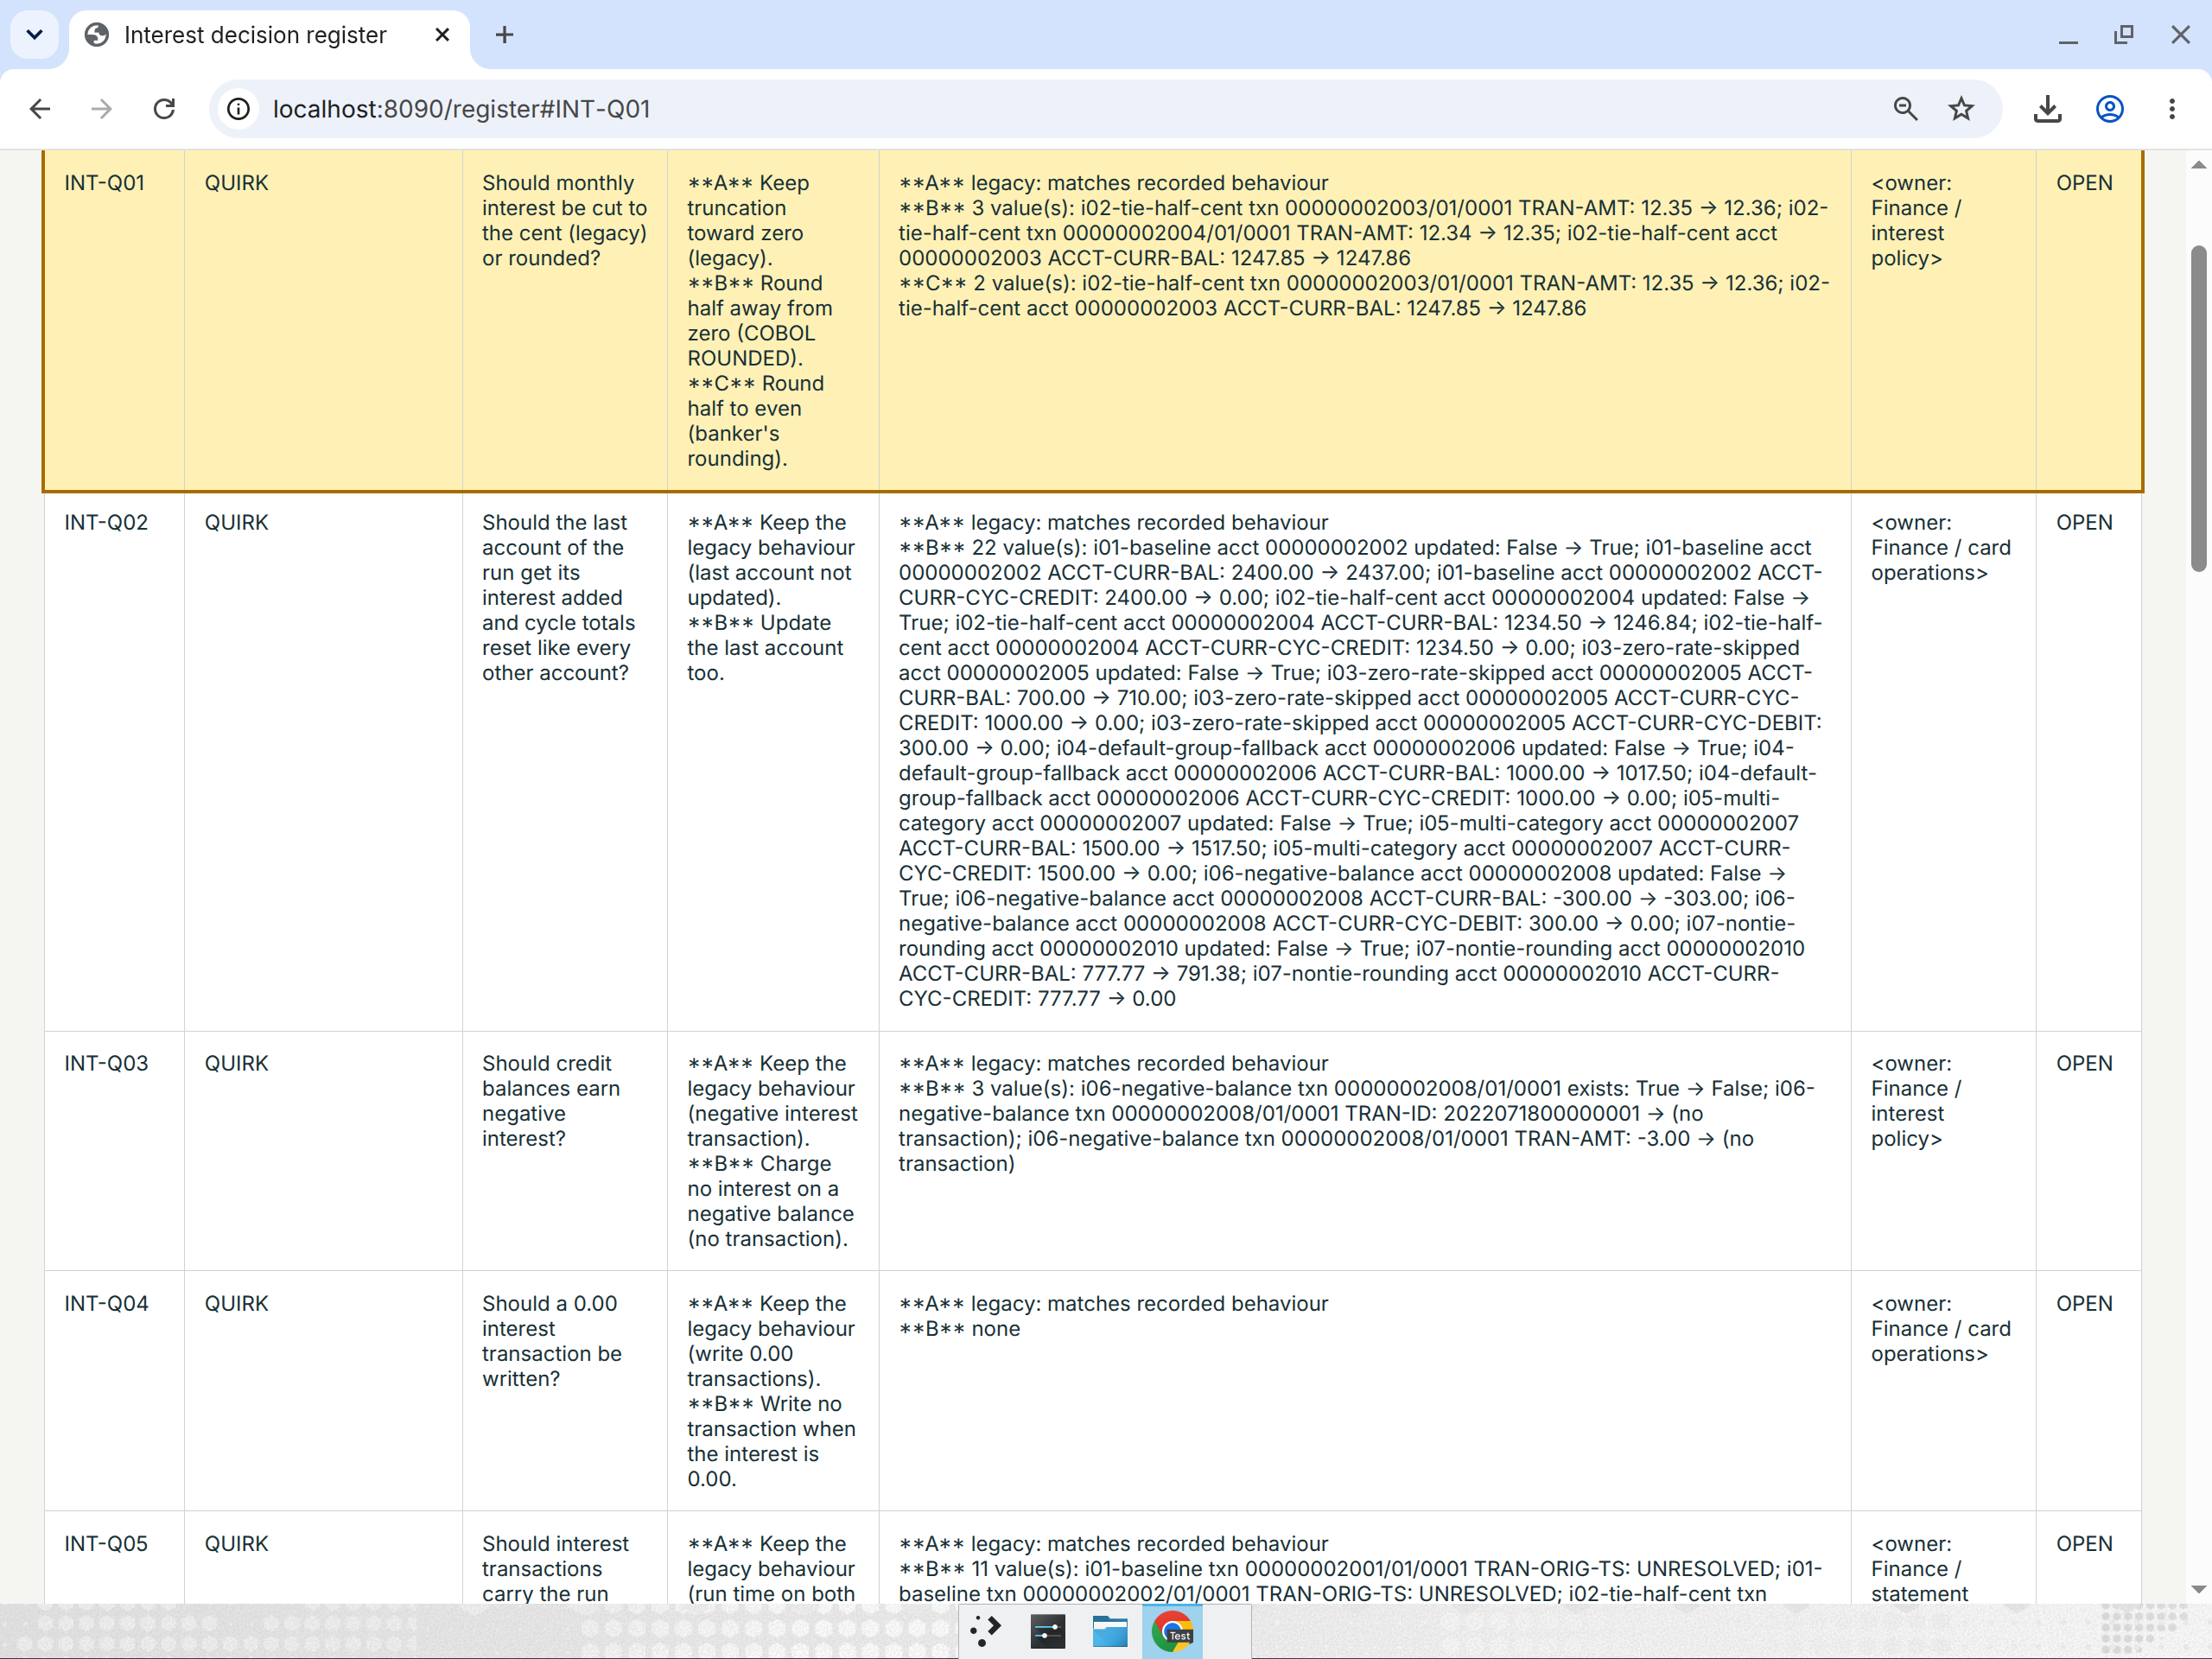 Interest decision register
localhost:8090/register#INT-Q01
INT-Q01
QUIRK
Should monthly
interest be cut to
the cent (legacy)
or rounded?
**A** Keep
truncation
toward zero
(legacy).
**B** Round
half away from
zero (COBOL
ROUNDED).
**C** Round
half to even
(banker's
rounding).
**A** legacy: matches recorded behaviour
**B** 3 value(s): i02-tie-half-cent txn 00000002003/01/0001 TRAN-AMT: 12.35 → 12.36; i02-
tie-half-cent txn 00000002004/01/0001 TRAN-AMT: 12.34 → 12.35; i02-tie-half-cent acct
00000002003 ACCT-CURR-BAL: 1247.85 → 1247.86
**C** 2 value(s): i02-tie-half-cent txn 00000002003/01/0001 TRAN-AMT: 12.35 → 12.36; i02-
tie-half-cent acct 00000002003 ACCT-CURR-BAL: 1247.85 → 1247.86
<owner:
Finance /
interest
policy>
OPEN
INT-Q02
QUIRK
Should the last
account of the
run get its
interest added
and cycle totals
reset like every
other account?
**A** Keep the
legacy behaviour
(last account not
updated).
**B** Update
the last account
too.
**A** legacy: matches recorded behaviour
**B** 22 value(s): i01-baseline acct 00000002002 updated: False → True; i01-baseline acct
00000002002 ACCT-CURR-BAL: 2400.00 → 2437.00; i01-baseline acct 00000002002 ACCT-
CURR-CYC-CREDIT: 2400.00 → 0.00; i02-tie-half-cent acct 00000002004 updated: False →
True; i02-tie-half-cent acct 00000002004 ACCT-CURR-BAL: 1234.50 → 1246.84; i02-tie-half-
cent acct 00000002004 ACCT-CURR-CYC-CREDIT: 1234.50 → 0.00; i03-zero-rate-skipped
acct 00000002005 updated: False → True; i03-zero-rate-skipped acct 00000002005 ACCT-
CURR-BAL: 700.00 → 710.00; i03-zero-rate-skipped acct 00000002005 ACCT-CURR-CYC-
CREDIT: 1000.00 → 0.00; i03-zero-rate-skipped acct 00000002005 ACCT-CURR-CYC-DEBIT:
300.00 → 0.00; i04-default-group-fallback acct 00000002006 updated: False → True; i04-
default-group-fallback acct 00000002006 ACCT-CURR-BAL: 1000.00 → 1017.50; i04-default-
group-fallback acct 00000002006 ACCT-CURR-CYC-CREDIT: 1000.00 → 0.00; i05-multi-
category acct 00000002007 updated: False → True; i05-multi-category acct 00000002007
ACCT-CURR-BAL: 1500.00 → 1517.50; i05-multi-category acct 00000002007 ACCT-CURR-
CYC-CREDIT: 1500.00 → 0.00; i06-negative-balance acct 00000002008 updated: False →
True; i06-negative-balance acct 00000002008 ACCT-CURR-BAL: -300.00 → -303.00; i06-
negative-balance acct 00000002008 ACCT-CURR-CYC-DEBIT: 300.00 → 0.00; i07-nontie-
rounding acct 00000002010 updated: False → True; i07-nontie-rounding acct 00000002010
ACCT-CURR-BAL: 777.77 → 791.38; i07-nontie-rounding acct 00000002010 ACCT-CURR-
CYC-CREDIT: 777.77 → 0.00
<owner:
Finance / card
operations>
OPEN
INT-Q03
QUIRK
Should credit
balances earn
negative
interest?
**A** Keep the
legacy behaviour
(negative interest
transaction).
**B** Charge
no interest on a
negative balance
(no transaction).
**A** legacy: matches recorded behaviour
**B** 3 value(s): i06-negative-balance txn 00000002008/01/0001 exists: True → False; i06-
negative-balance txn 00000002008/01/0001 TRAN-ID: 2022071800000001 → (no
transaction); i06-negative-balance txn 00000002008/01/0001 TRAN-AMT: -3.00 → (no
transaction)
<owner:
Finance /
interest
policy>
OPEN
INT-Q04
QUIRK
Should a 0.00
interest
transaction be
written?
**A** Keep the
legacy behaviour
(write 0.00
transactions).
**B** Write no
transaction when
the interest is
0.00.
**A** legacy: matches recorded behaviour
**B** none
<owner:
Finance / card
operations>
OPEN
INT-Q05
QUIRK
Should interest
transactions
carry the run
**A** Keep the
legacy behaviour
(run time on both
**A** legacy: matches recorded behaviour
**B** 11 value(s): i01-baseline txn 00000002001/01/0001 TRAN-ORIG-TS: UNRESOLVED; i01-
baseline txn 00000002002/01/0001 TRAN-ORIG-TS: UNRESOLVED; i02-tie-half-cent txn
<owner:
Finance /
statement
OPEN
Test